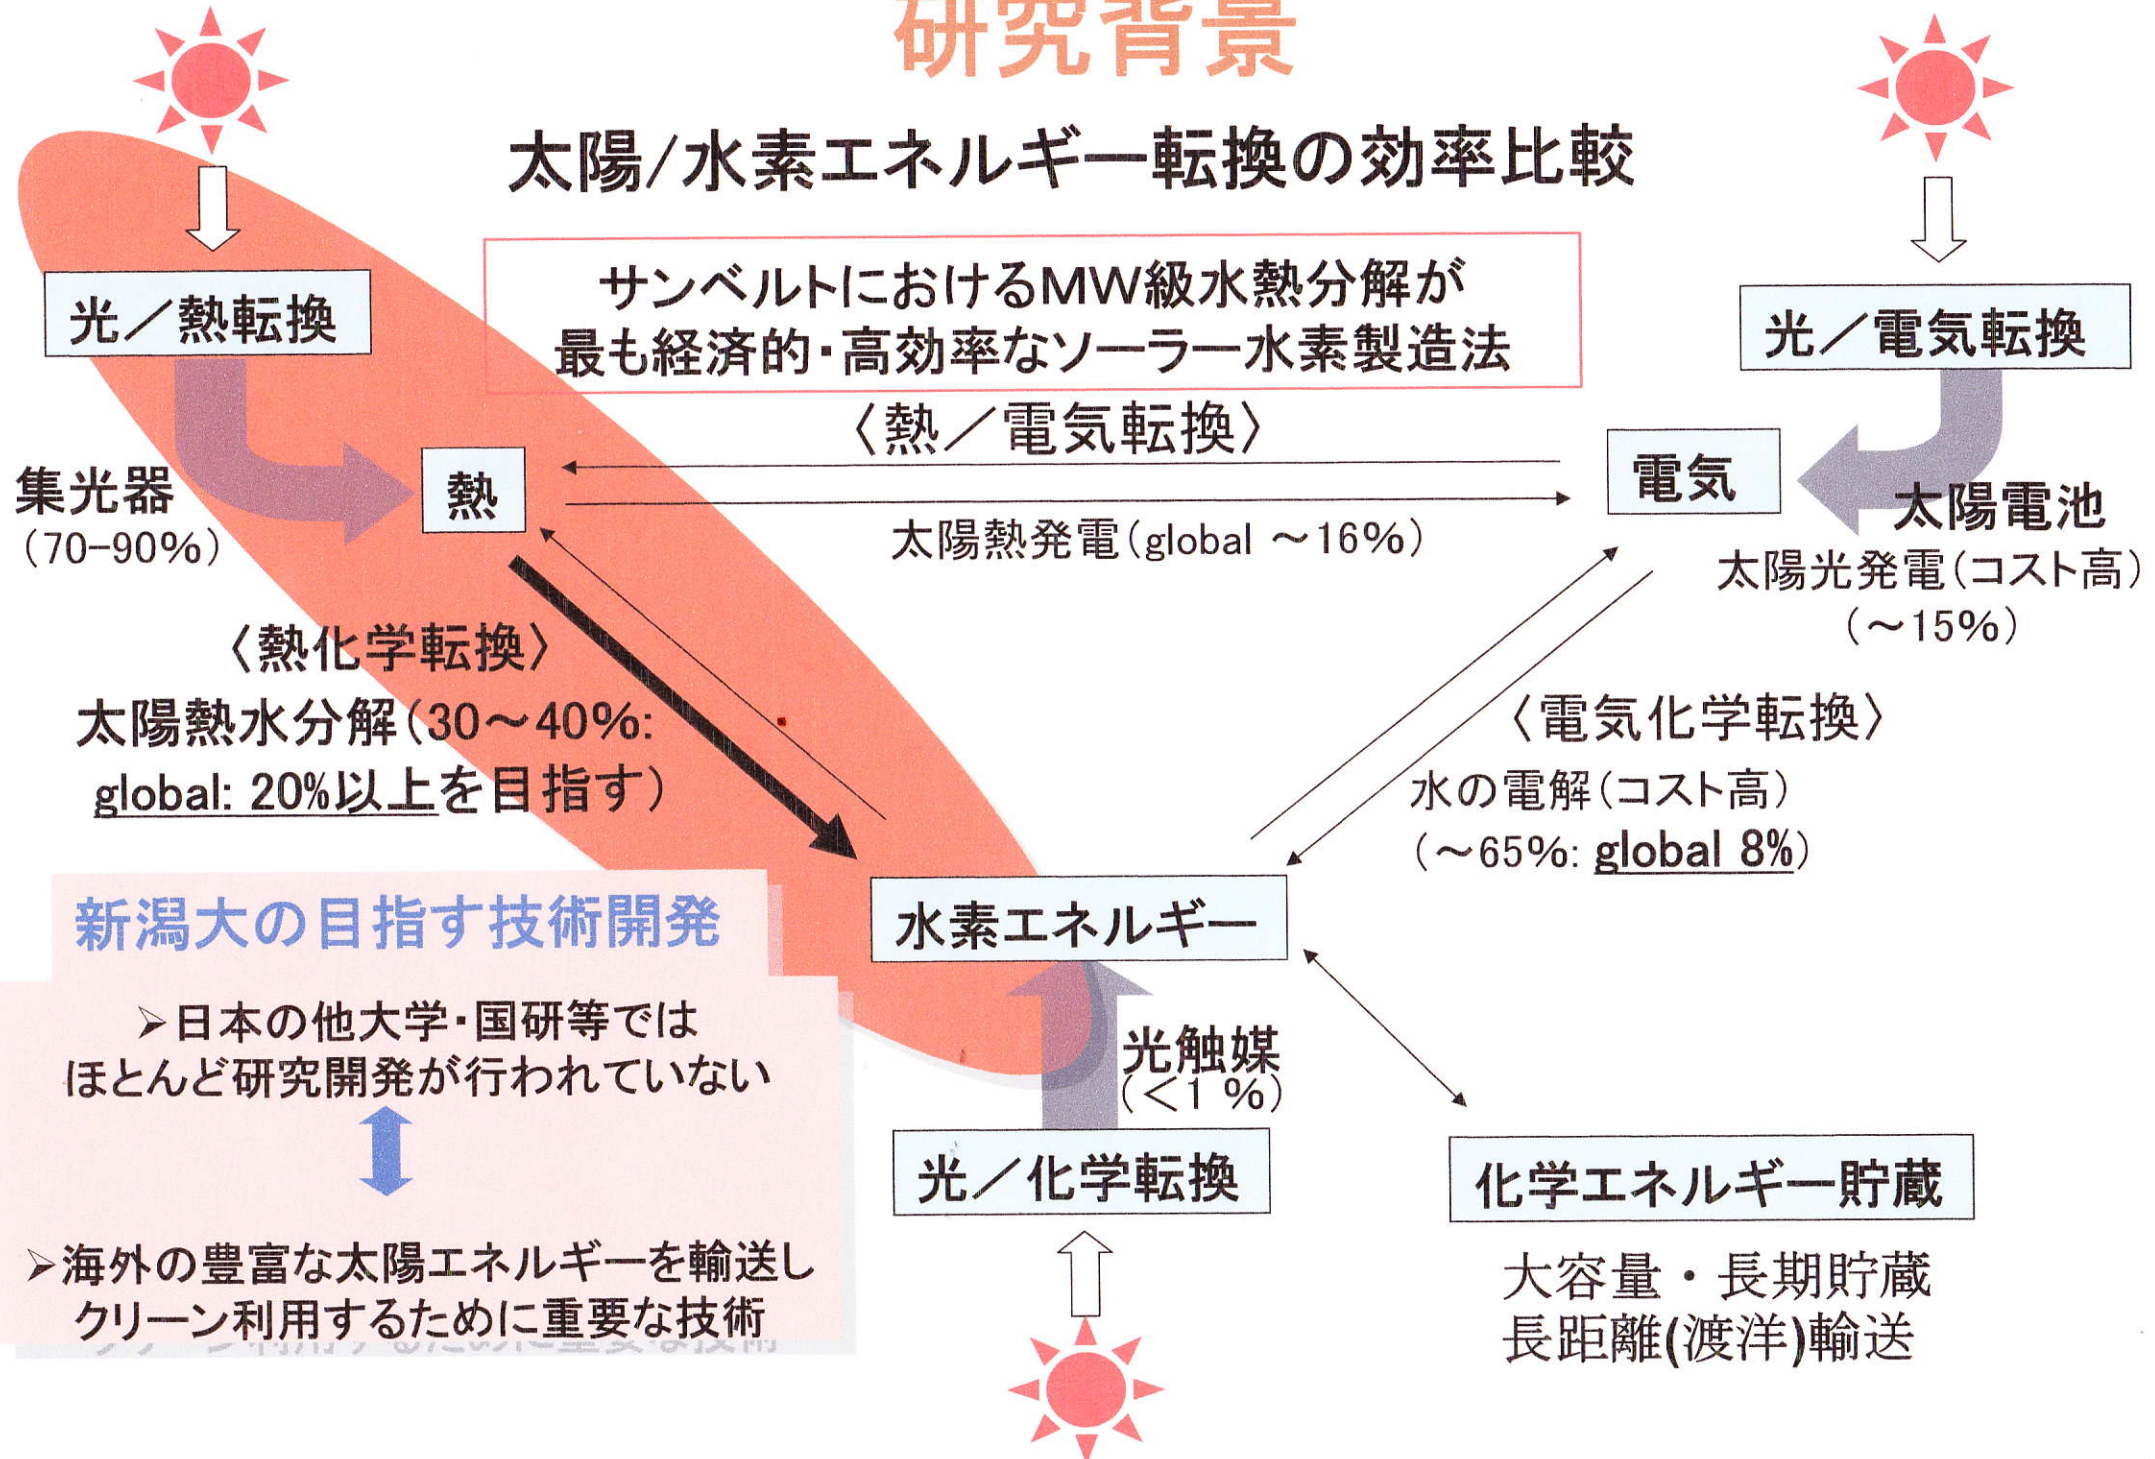 研究背景
太陽/水素エネルギー転換の効率比較
サンベルトにおけるMW級水熱分解が
最も経済的・高効率なソーラー水素製造法
光／熱転換
光／電気転換
〈熱／電気転換〉
集光器
(70-90%)
熱
電気
太陽電池
太陽熱発電(global ～16%)
太陽光発電(コスト高)
(～15%)
〈熱化学転換〉
太陽熱水分解(30～40%:
global: 20%以上を目指す)
〈電気化学転換〉
水の電解(コスト高)
(～65%: global 8%)
新潟大の目指す技術開発
➢日本の他大学・国研等では
ほとんど研究開発が行われていない
➢海外の豊富な太陽エネルギーを輸送し
クリーン利用するために重要な技術
水素エネルギー
光触媒
(＜1 %)
光／化学転換
化学エネルギー貯蔵
大容量・長期貯蔵
長距離(渡洋)輸送